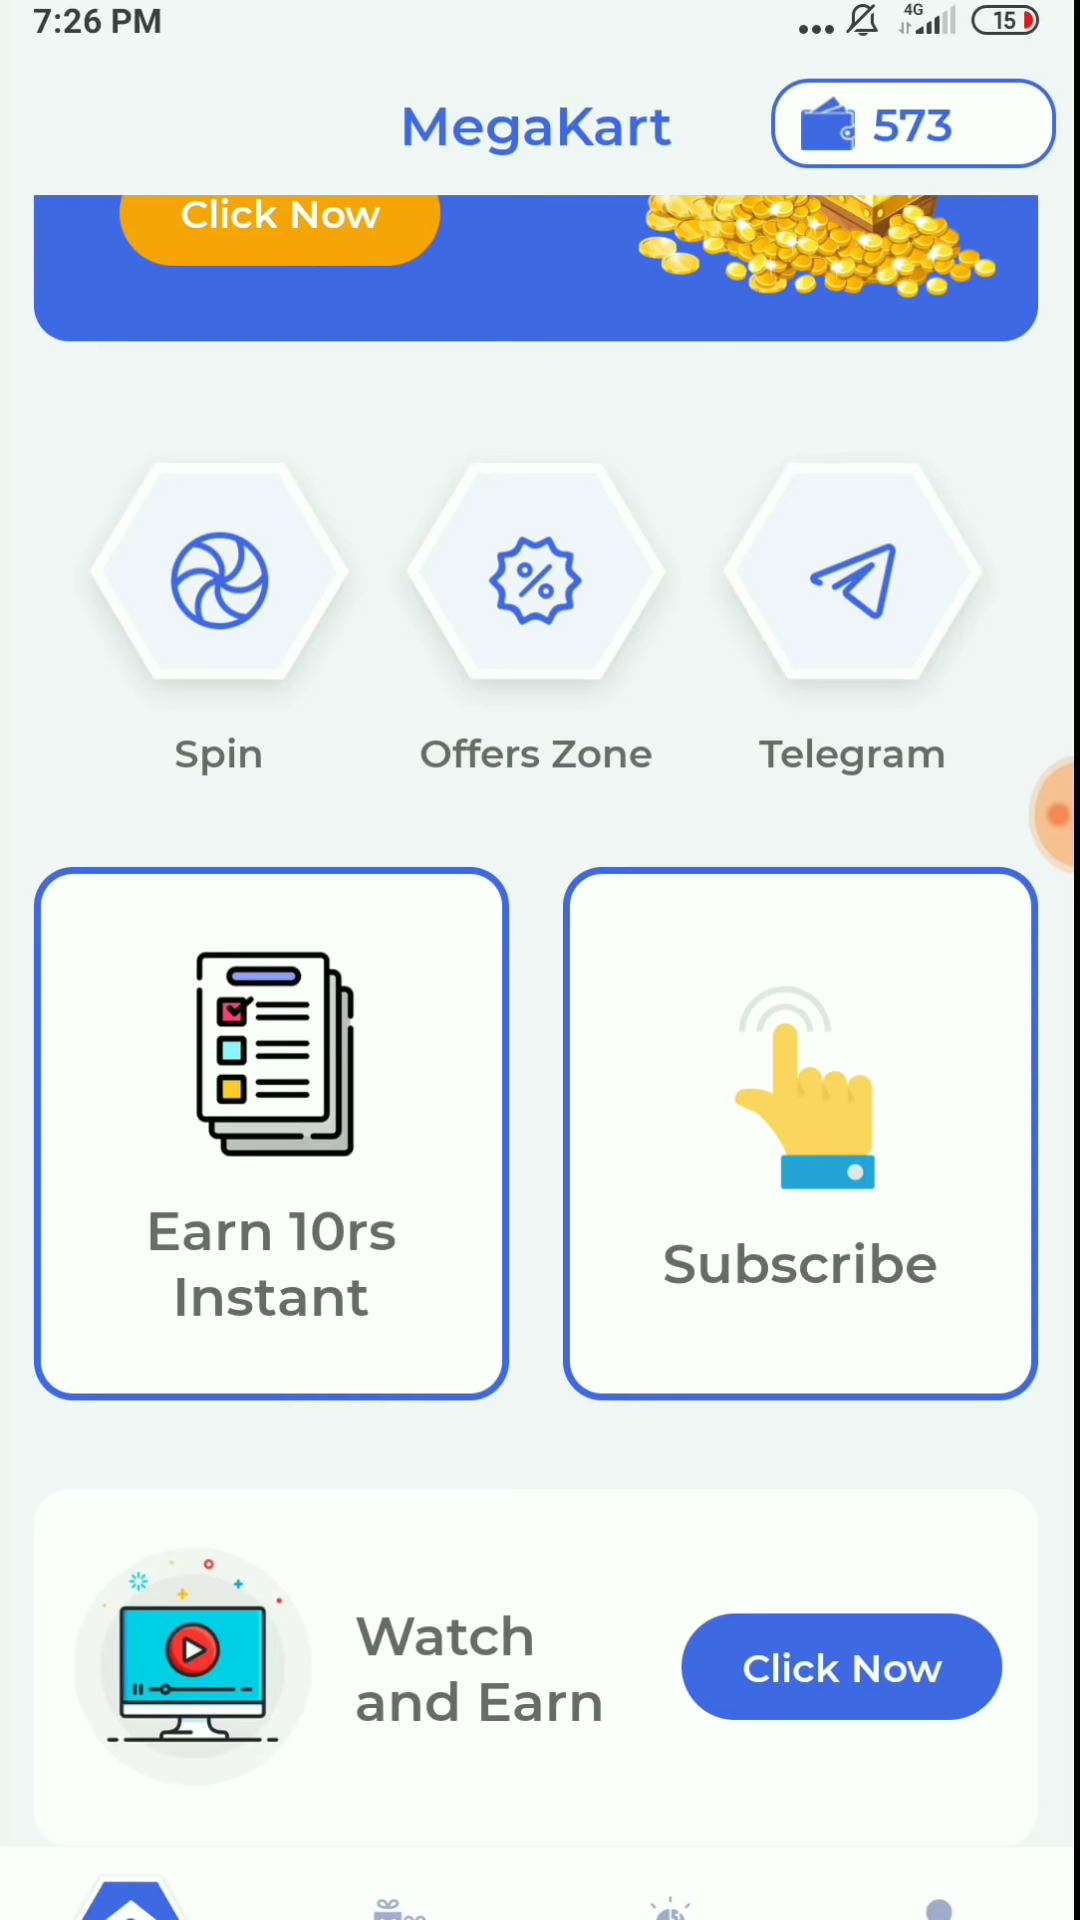 7:26 PM
4G
15
MegaKart
573
Click Now
Spin
Offers Zone
Telegram
Earn 10rs
Instant
Subscribe
Watch
and Earn
Click Now